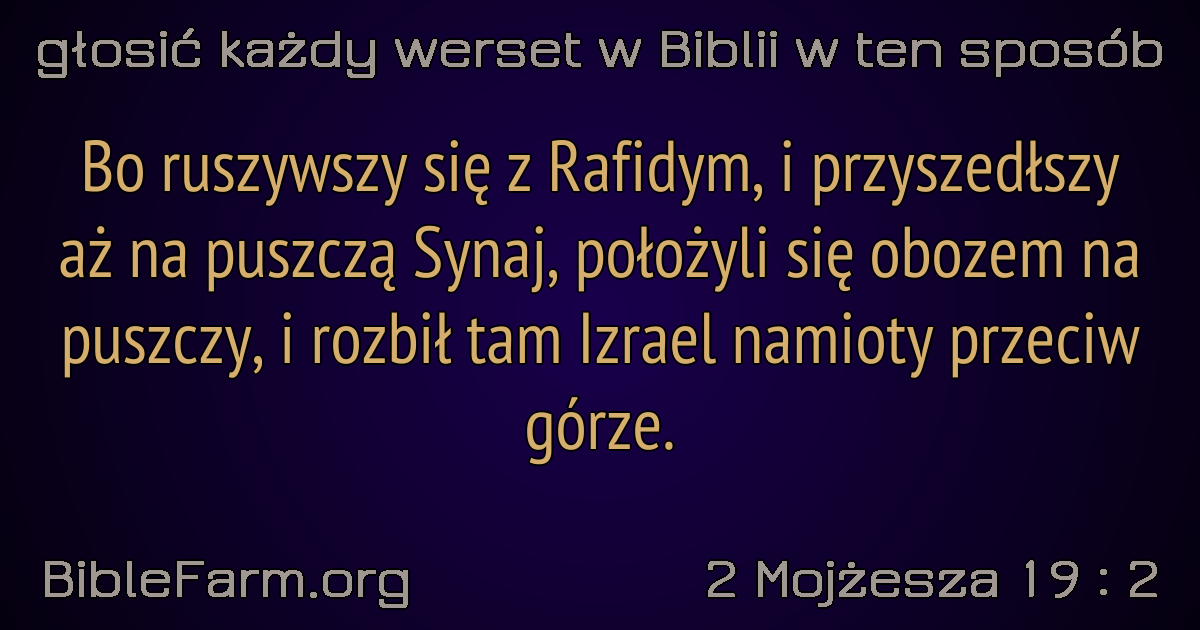 głosić każdy werset w Biblii w ten sposób
Bo ruszywszy się z Rafidym, i przyszedłszy
aż na puszczą Synaj, położyli się obozem na
puszczy, i rozbił tam Izrael namioty przeciw
górze.
BibleFarm.org
2 Mojżesza 19 : 2